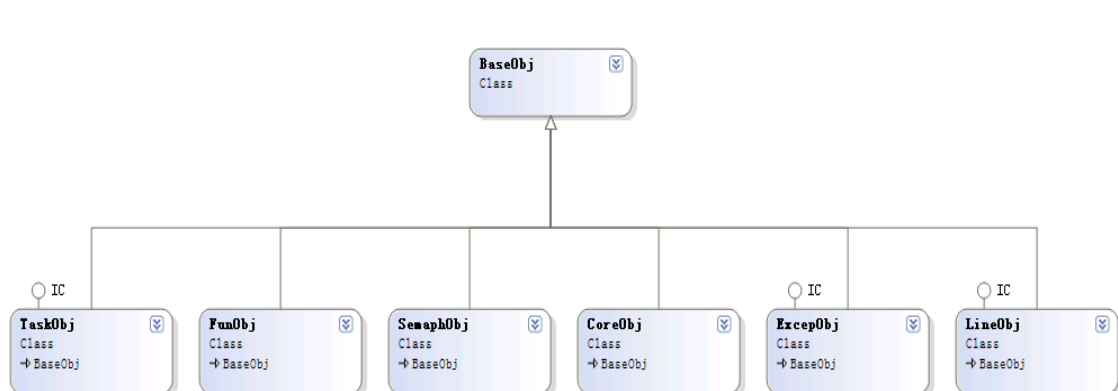 BaseObj
Class
IC
IC
IC
TaskObj
Class
BaseObj
FunObj
Class
BaseObj
SemaphObj
Class
BaseObj
CoreObj
Class
BaseObj
ExcepObj
Class
BaseObj
LineObj
Class
BaseObj